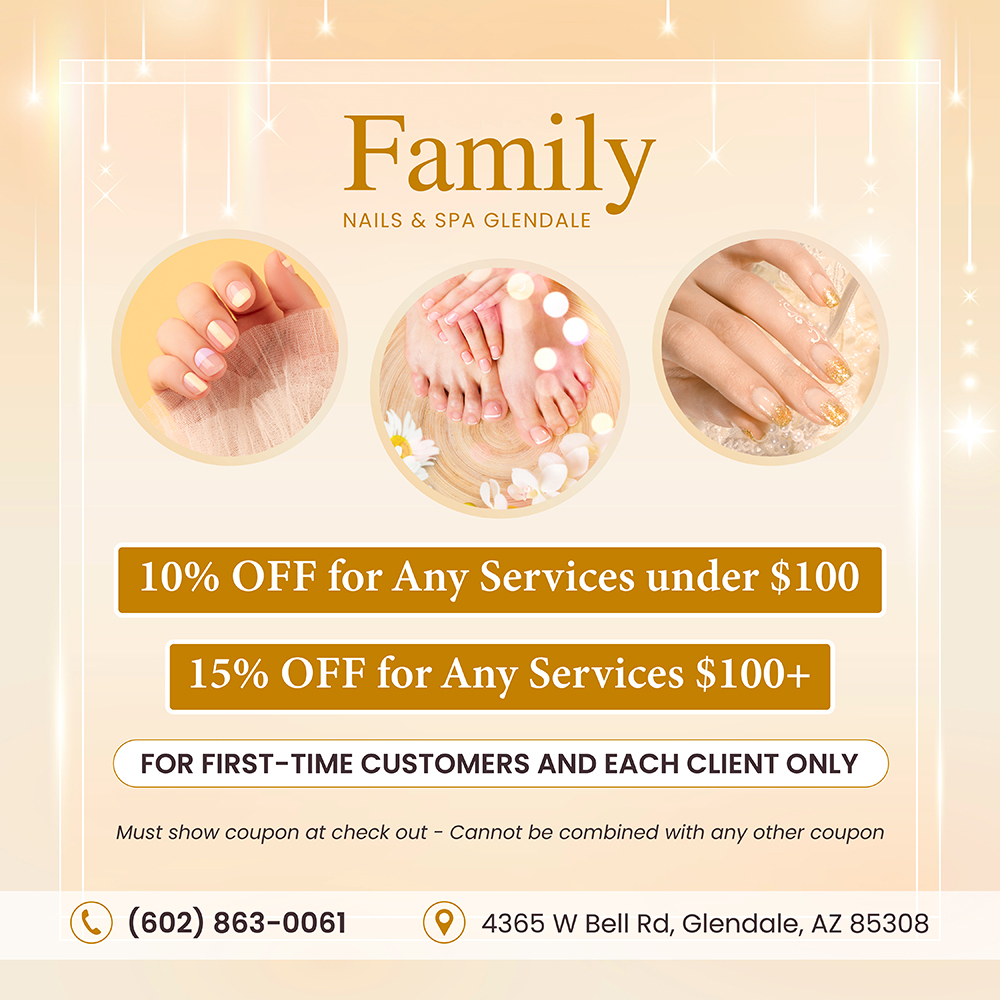 Family
NAILS & SPA GLENDALE
10% OFF for Any Services under $100
15% OFF for Any Services $100+
FOR FIRST-TIME CUSTOMERS AND EACH CLIENT ONLY
Must show coupon at check out - Cannot be combined with any other coupon
(602) 863-0061
4365 W Bell Rd, Glendale, AZ 85308